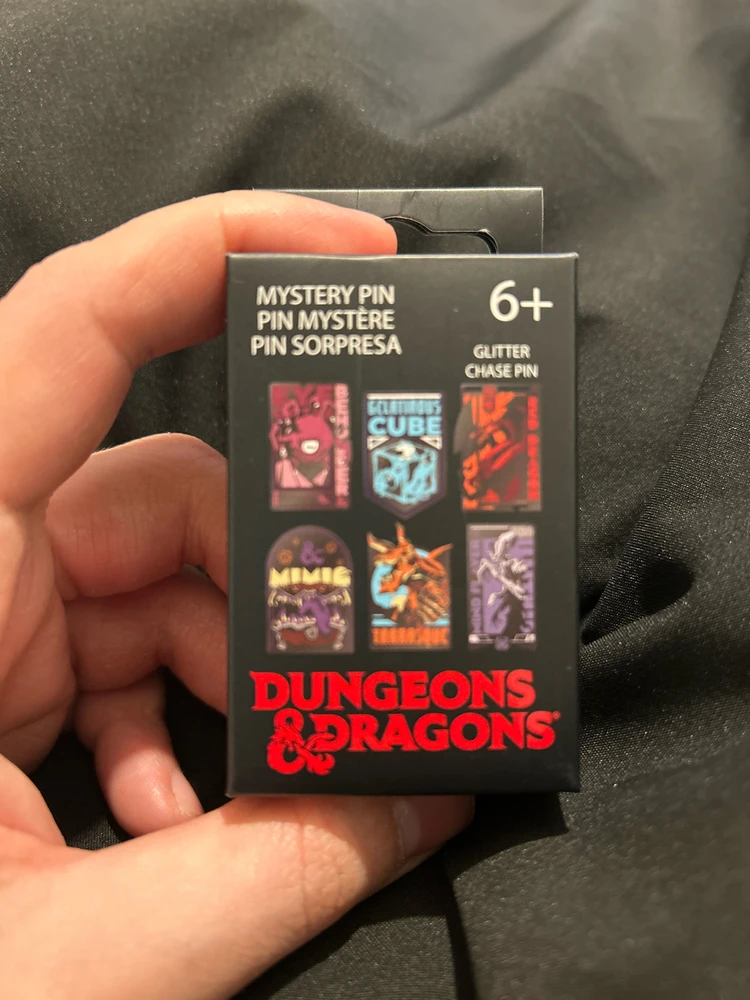 MYSTERY PIN
PIN MYSTÈRE
PIN SORPRESA
6+
GLITTER
CHASE PIN
GELATINOUS
CUBE
&
MIMIC
TARRASQUE
DUNGEONS
&DRAGONS®